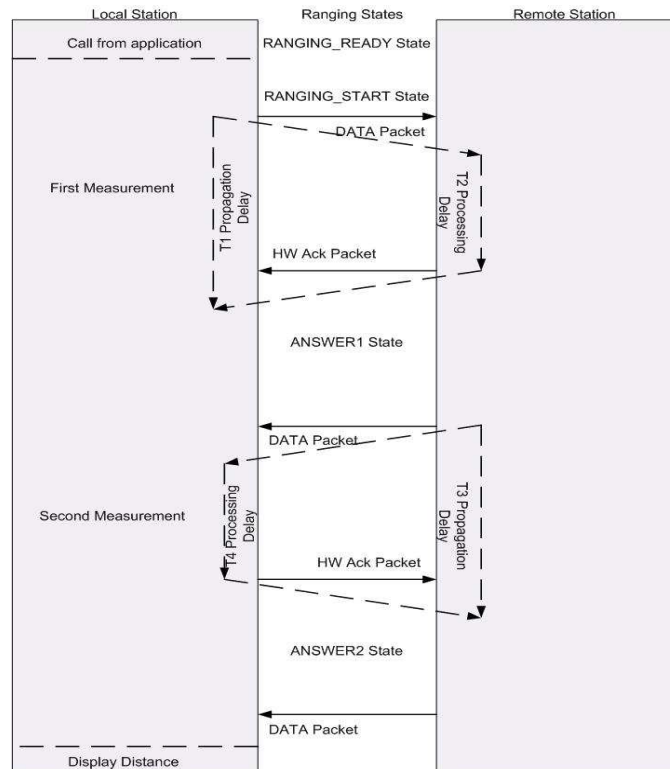 Local Station
Ranging States
Remote Station
Call from application
RANGING_READY State
RANGING_START State
DATA Packet
First Measurement
T1 Propagation
Delay
T2 Processing
Delay
HW Ack Packet
ANSWER1 State
DATA Packet
Second Measurement
T4 Processing
Delay
T3 Propagation
Delay
HW Ack Packet
ANSWER2 State
DATA Packet
Display Distance